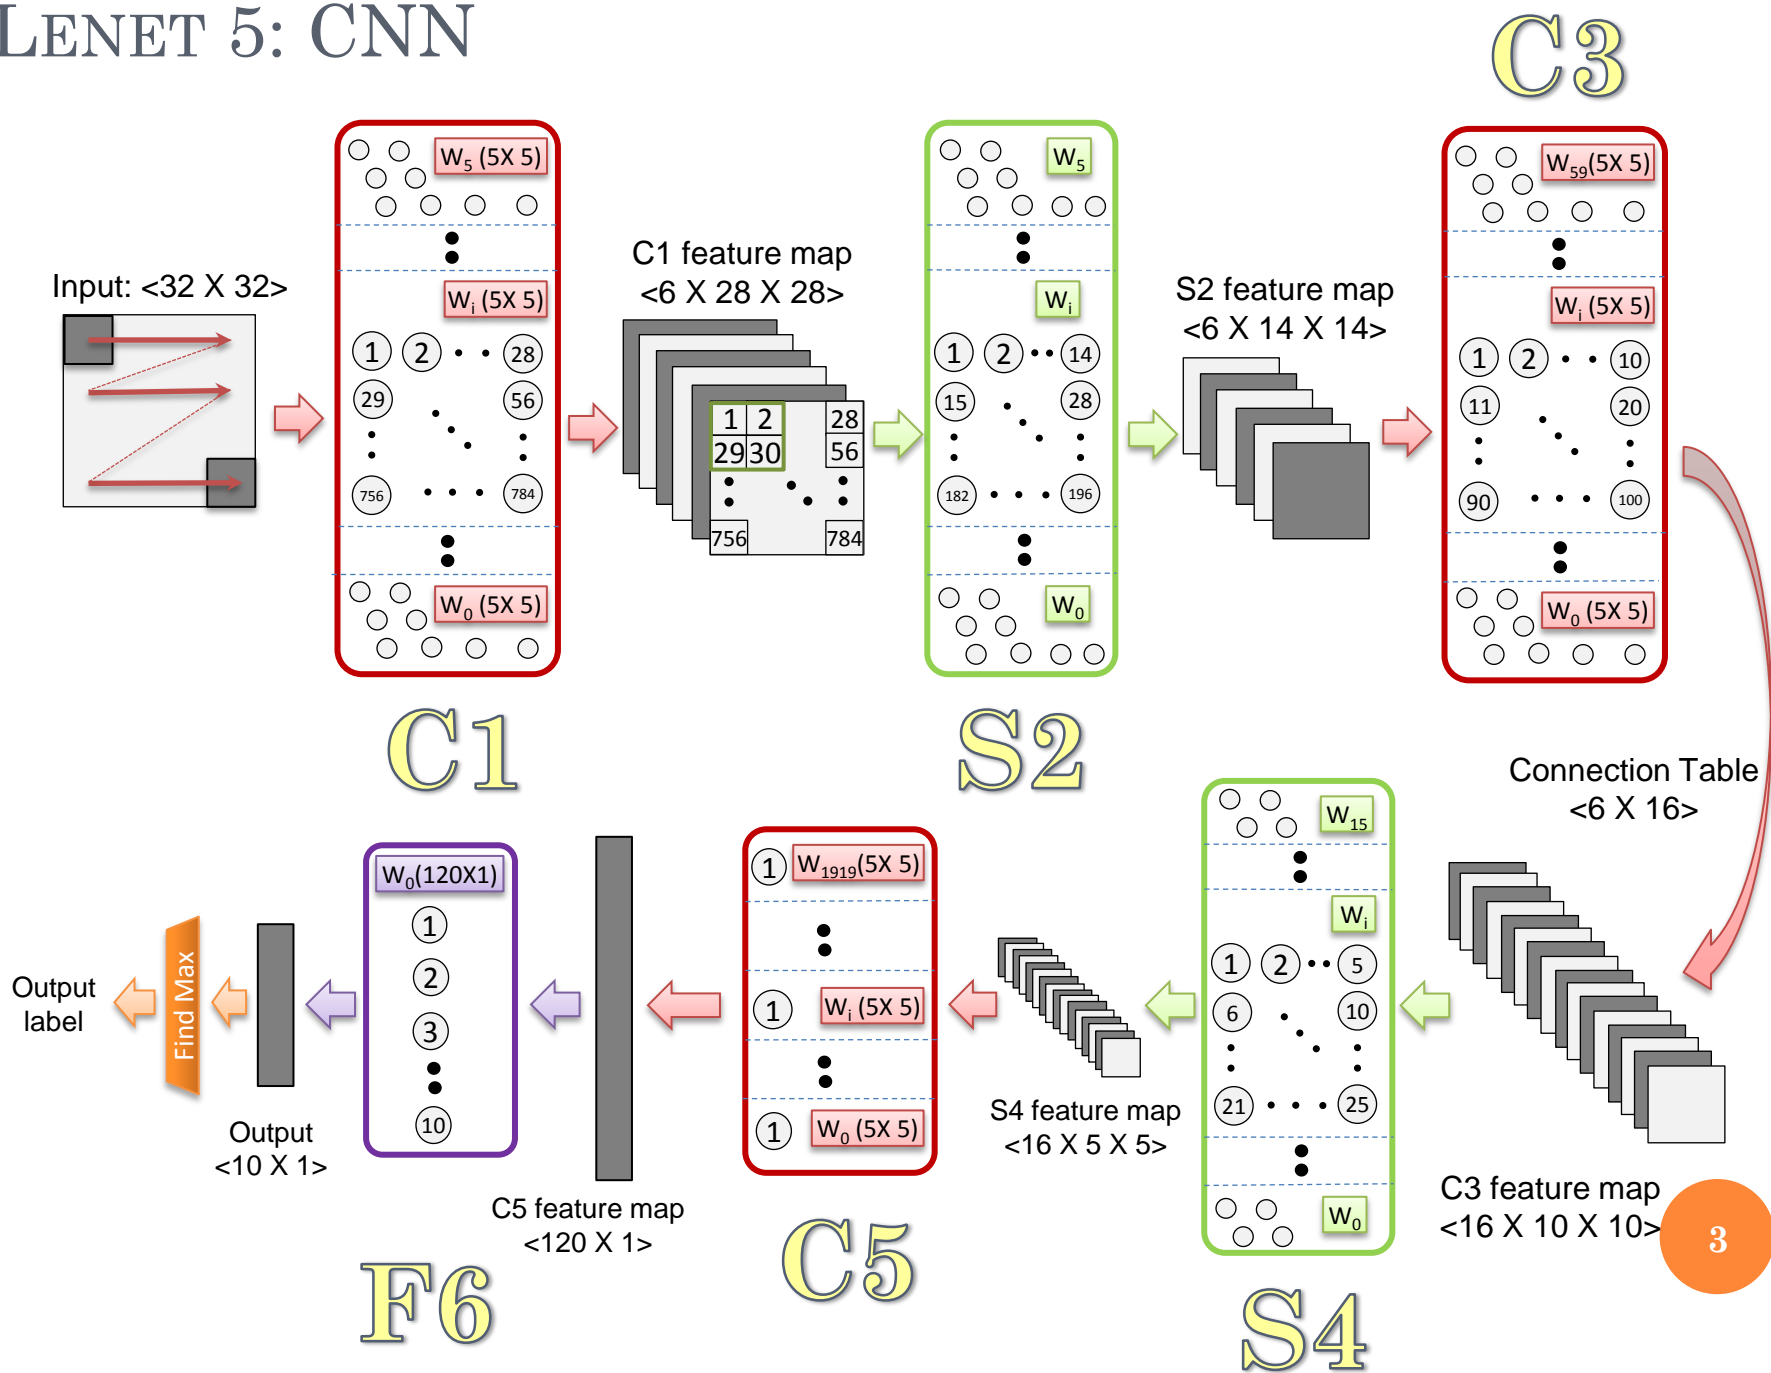 LENET 5: CNN
C3
Input: <32 X 32>
W5 (5X 5)
Wi (5X 5)
1 2 28
29 56
756 784
W0 (5X 5)
C1
C1 feature map
<6 X 28 X 28>
1 2 28
29 30 56
756 784
W5
Wi
1 2 14
15 28
182 196
W0
S2
S2 feature map
<6 X 14 X 14>
W59(5X 5)
Wi (5X 5)
1 2 10
11 20
90 100
W0 (5X 5)
Connection Table
<6 X 16>
C3 feature map
<16 X 10 X 10>
W15
Wi
1 2 5
6 10
21 25
W0
S4
S4 feature map
<16 X 5 X 5>
1 W1919(5X 5)
1 Wi (5X 5)
1 W0 (5X 5)
C5
C5 feature map
<120 X 1>
W0(120X1)
1
2
3
10
F6
Output
<10 X 1>
Find Max
Output
label
3